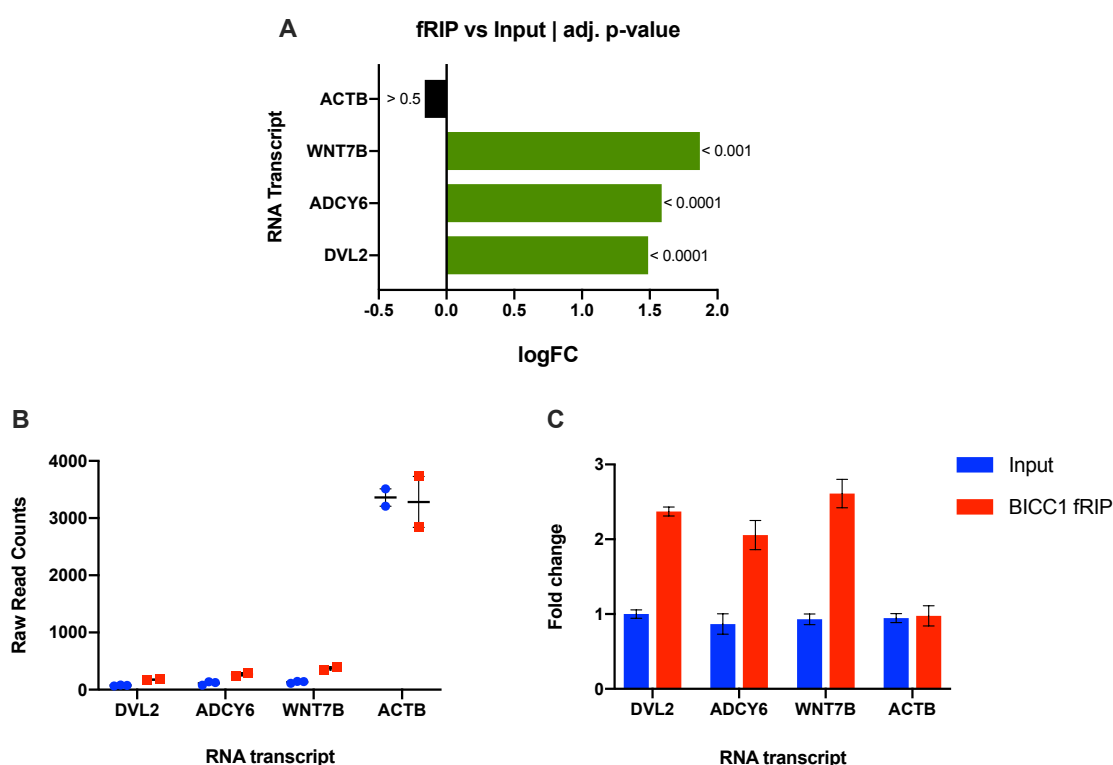 A
fRIP vs Input | adj. p-value
RNA Transcript
ACTB
> 0.5
WNT7B
< 0.001
ADCY6
< 0.0001
DVL2
< 0.0001
-0.5 0.0 0.5 1.0 1.5 2.0
logFC
B
Raw Read Counts
4000
3000
2000
1000
0
DVL2 ADCY6 WNT7B ACTB
RNA transcript
C
Fold change
3
2
1
0
DVL2 ADCY6 WNT7B ACTB
RNA transcript
Input
BICC1 fRIP